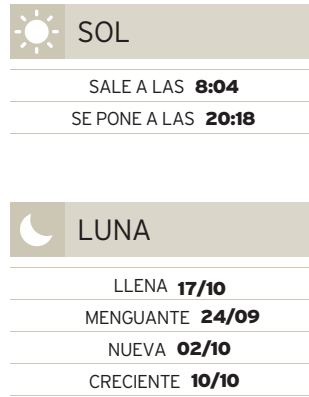 SOL
SALE A LAS 8:04
SE PONE A LAS 20:18
LUNA
LLENA 17/10
MENGUANTE 24/09
NUEVA 02/10
CRECIENTE 10/10